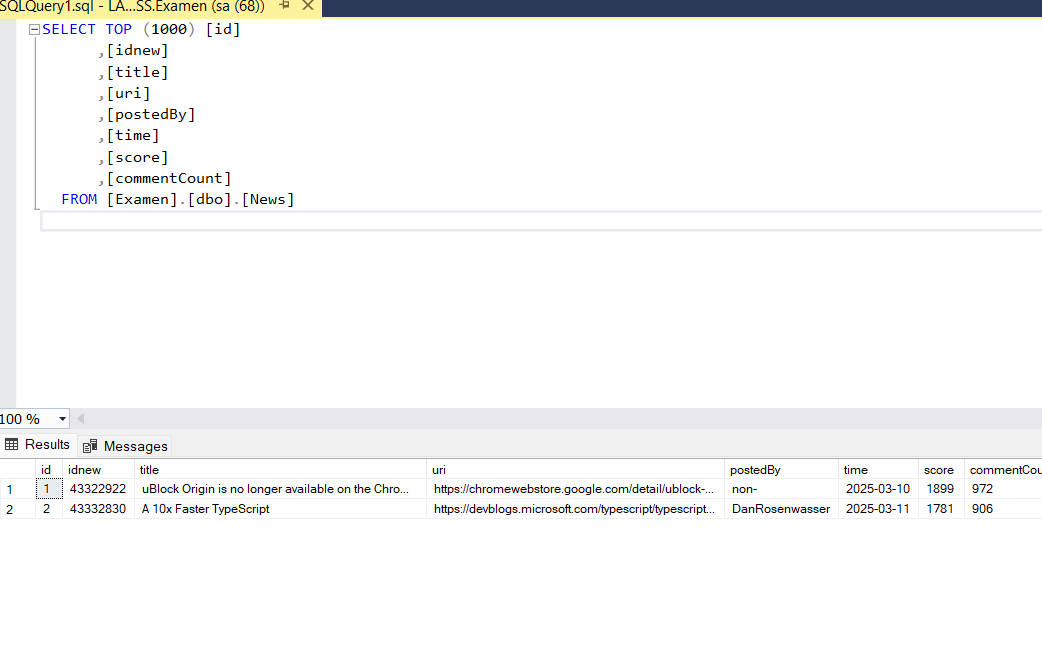 SQLQuery1.sql - LA...SS.Examen (sa (68))
SELECT TOP (1000) [id]
,[idnew]
,[title]
,[uri]
,[postedBy]
,[time]
,[score]
,[commentCount]
FROM [Examen].[dbo].[News]
100 %
Results Messages
id idnew title uri postedBy time score commentCou
1 1 43322922 uBlock Origin is no longer available on the Chro... https://chromewebstore.google.com/detail/ublock-... non- 2025-03-10 1899 972
2 2 43332830 A 10x Faster TypeScript https://devblogs.microsoft.com/typescript/typescript... DanRosenwasser 2025-03-11 1781 906